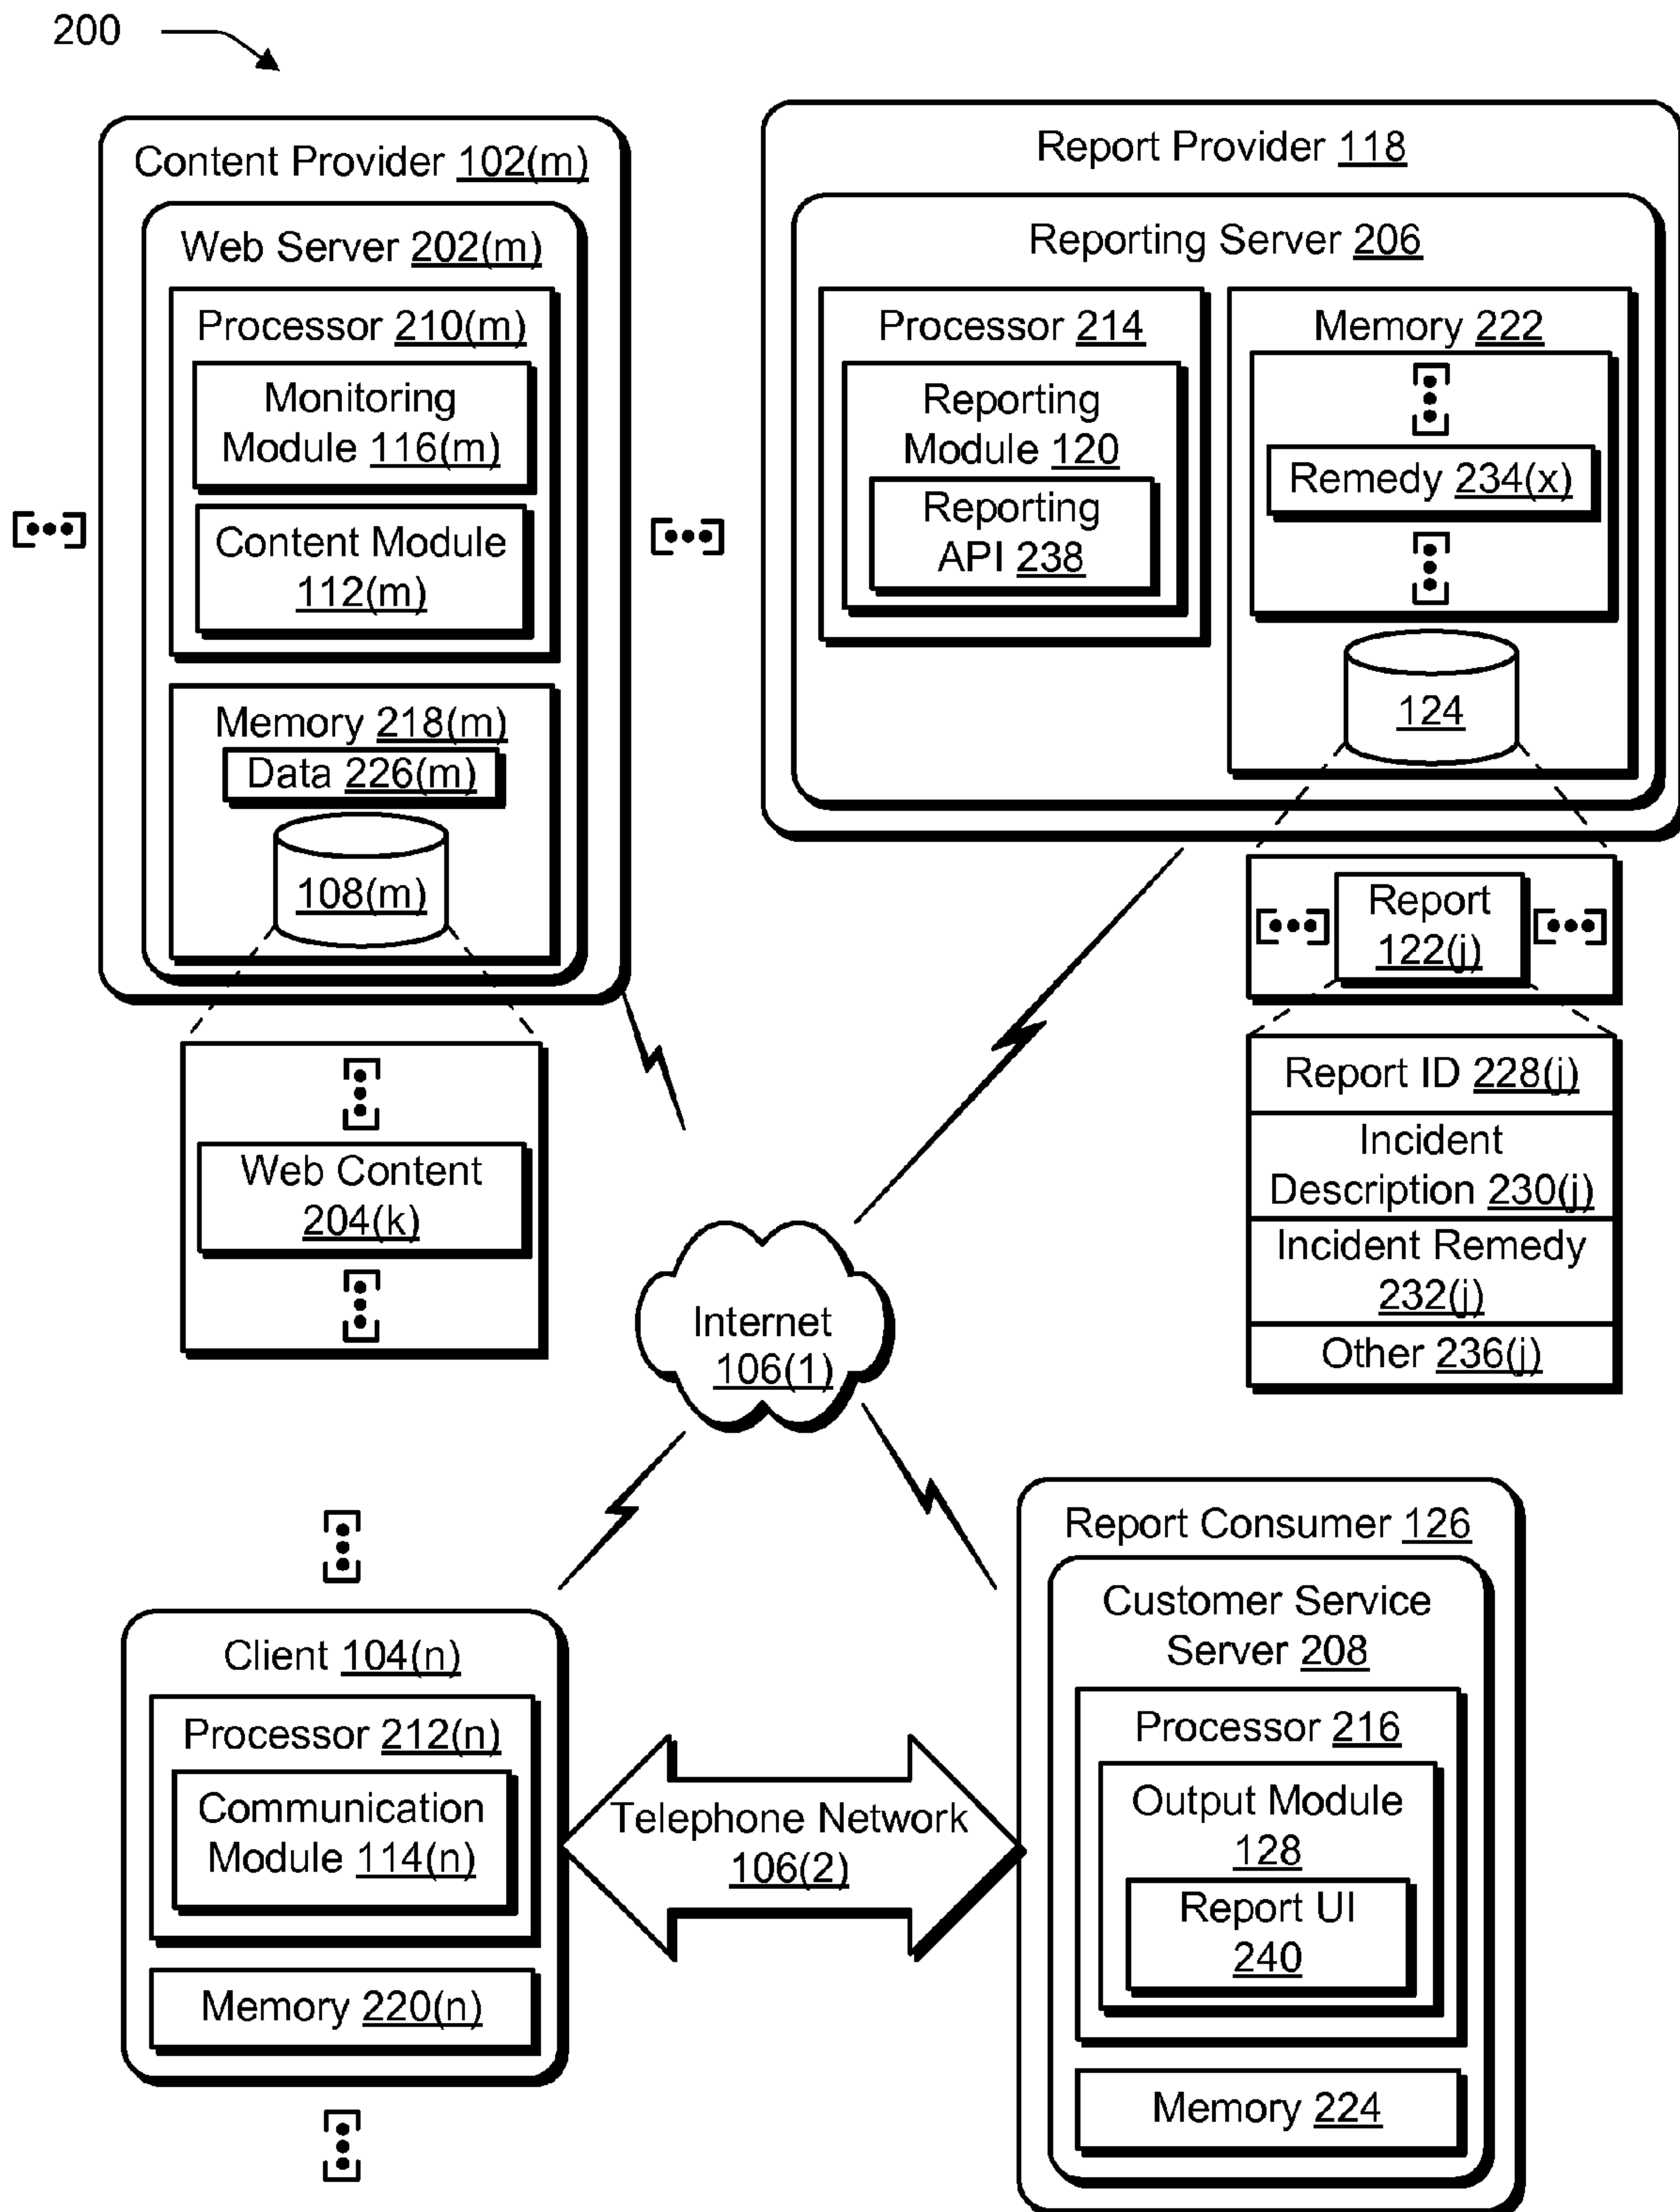 200
Content Provider 102(m)
Web Server 202(m)
Processor 210(m)
Monitoring
Module 116(m)
Content Module
112(m)
Memory 218(m)
Data 226(m)
108(m)
Web Content
204(k)
Report Provider 118
Reporting Server 206
Processor 214
Reporting
Module 120
Reporting
API 238
Memory 222
Remedy 234(x)
124
Report
122(j)
Report ID 228(j)
Incident
Description 230(j)
Incident Remedy
232(j)
Other 236(j)
Internet
106(1)
Client 104(n)
Processor 212(n)
Communication
Module 114(n)
Memory 220(n)
Telephone Network
106(2)
Report Consumer 126
Customer Service
Server 208
Processor 216
Output Module
128
Report UI
240
Memory 224